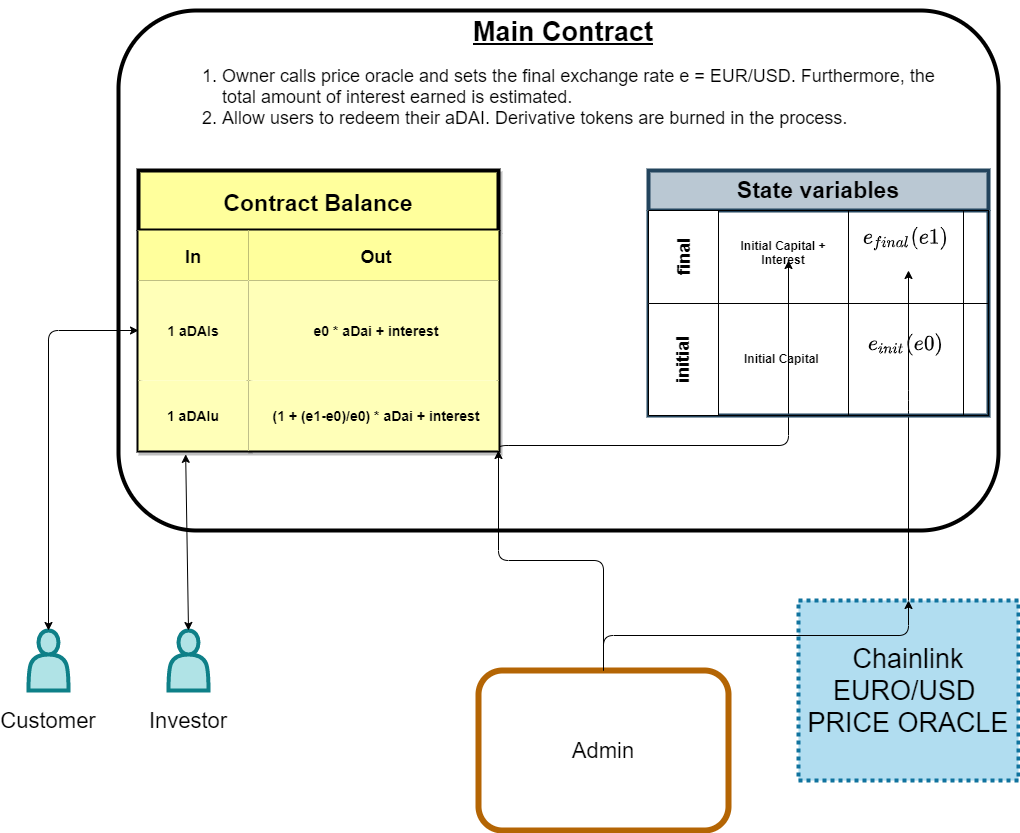 Main Contract
1. Owner calls price oracle and sets the final exchange rate e = EUR/USD. Furthermore, the
total amount of interest earned is estimated.
2. Allow users to redeem their aDAI. Derivative tokens are burned in the process.
Contract Balance
In Out
1 aDAIs e0 * aDai + interest
1 aDAIu (1 + (e1-e0)/e0) * aDai + interest
State variables
final
Initial Capital +
Interest
e_{final}(e1)
initial
Initial Capital
e_{init}(e0)
Customer
Investor
Admin
Chainlink
EURO/USD
PRICE ORACLE